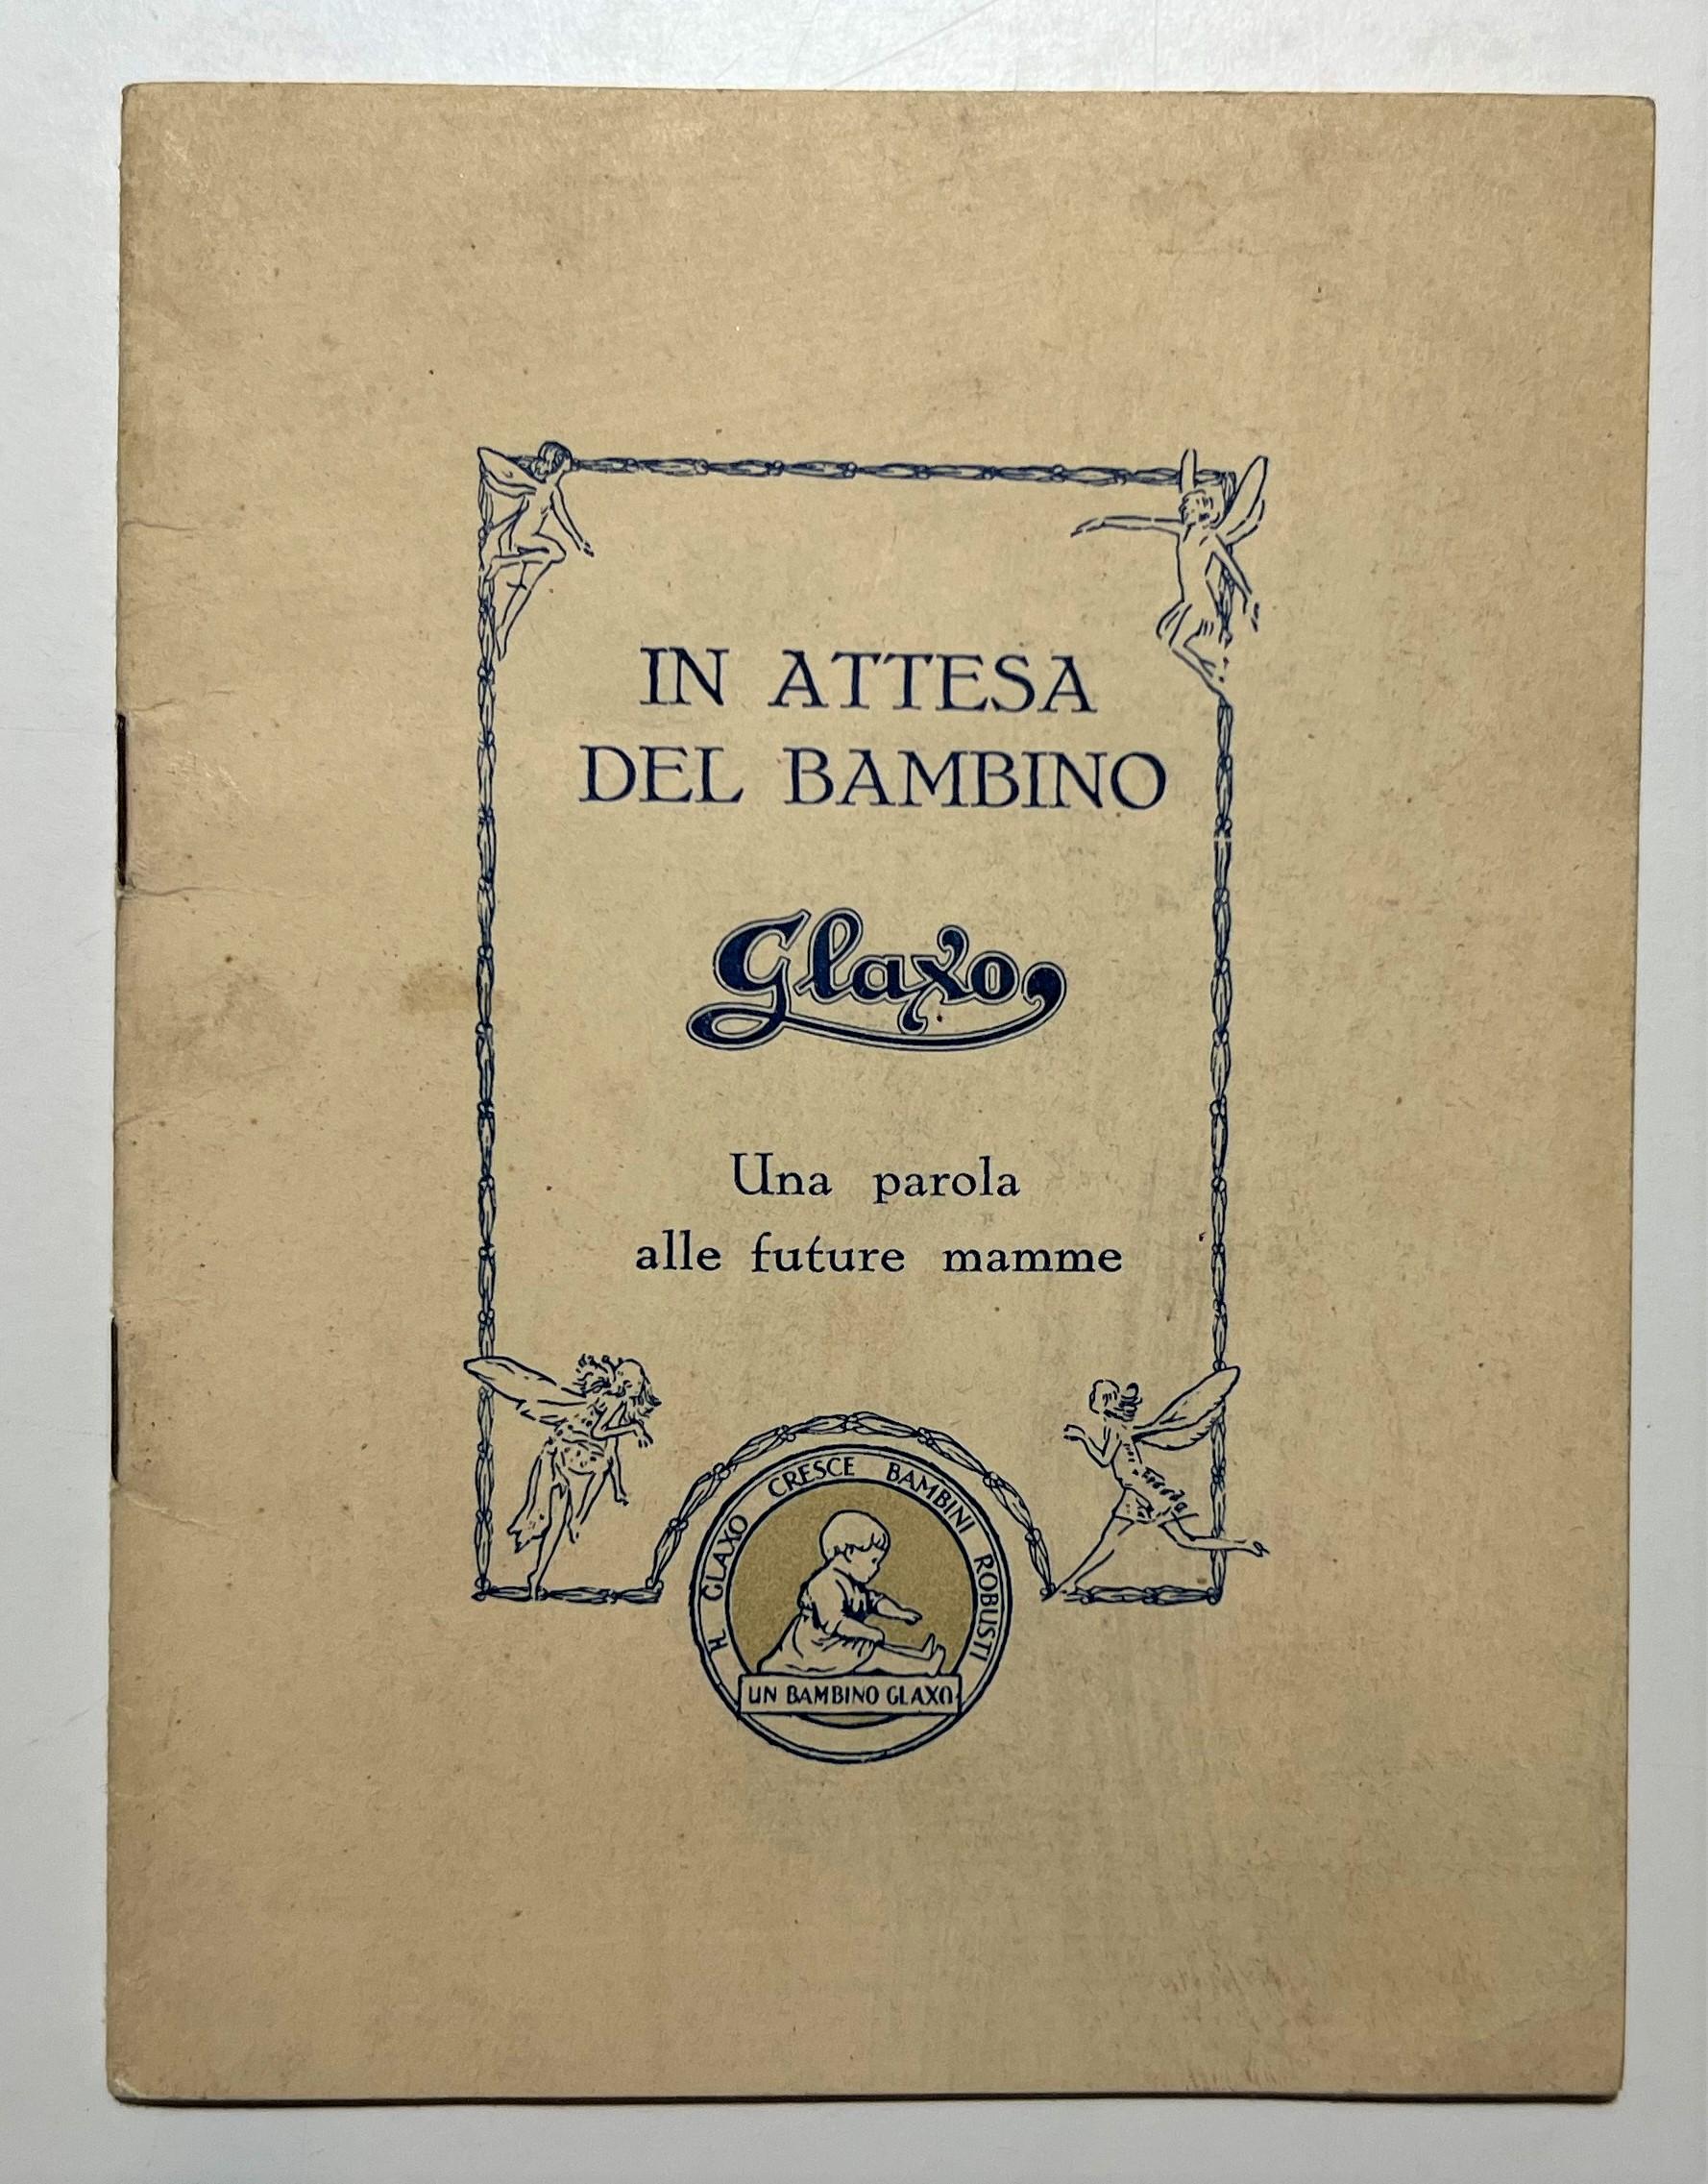 IN ATTESA
DEL BAMBINO
Glaxo
Una parola
alle future mamme
IL GLAXO CRESCE BAMBINI ROBUSTI
UN BAMBINO GLAXO